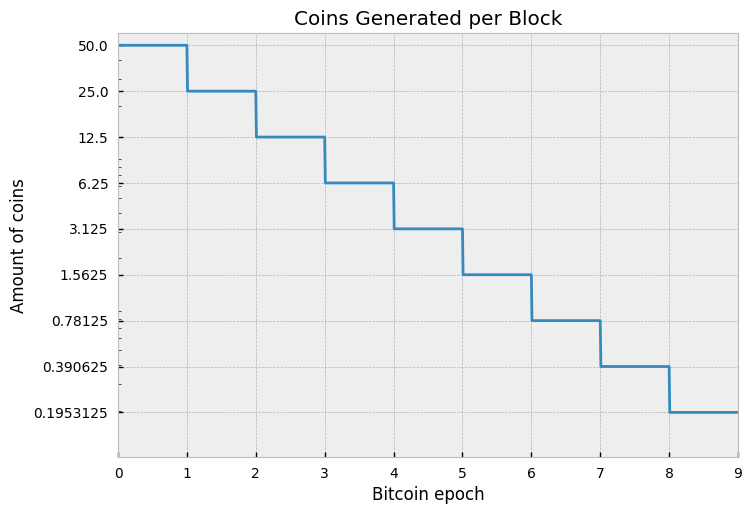 Coins Generated per Block
Amount of coins
50.0
25.0
12.5
6.25
3.125
1.5625
0.78125
0.390625
0.1953125
0 1 2 3 4 5 6 7 8 9
Bitcoin epoch